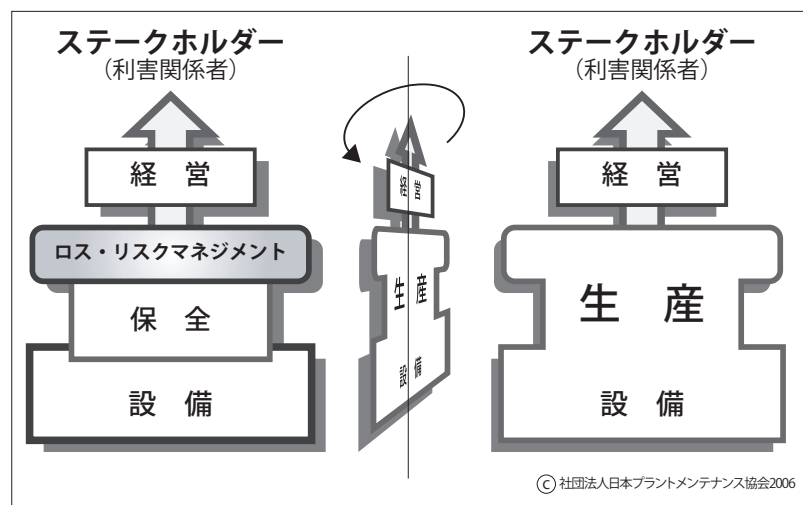 ステークホルダー
（利害関係者）
経 営
ロス・リスクマネジメント
保 全
設 備
経 営
生 産
設 備
ステークホルダー
（利害関係者）
経 営
生 産
設 備
©社団法人日本プラントメンテナンス協会2006